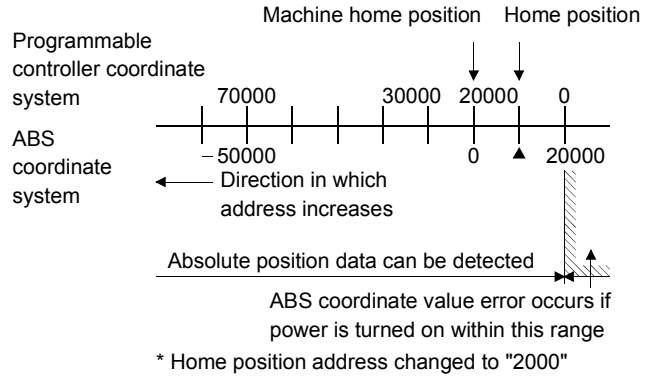 Machine home position Home position
Programmable
controller coordinate
system
70000 30000 20000 0
ABS
coordinate
system
– 50000 0 20000
Direction in which
address increases
Absolute position data can be detected
ABS coordinate value error occurs if
power is turned on within this range
* Home position address changed to "2000"